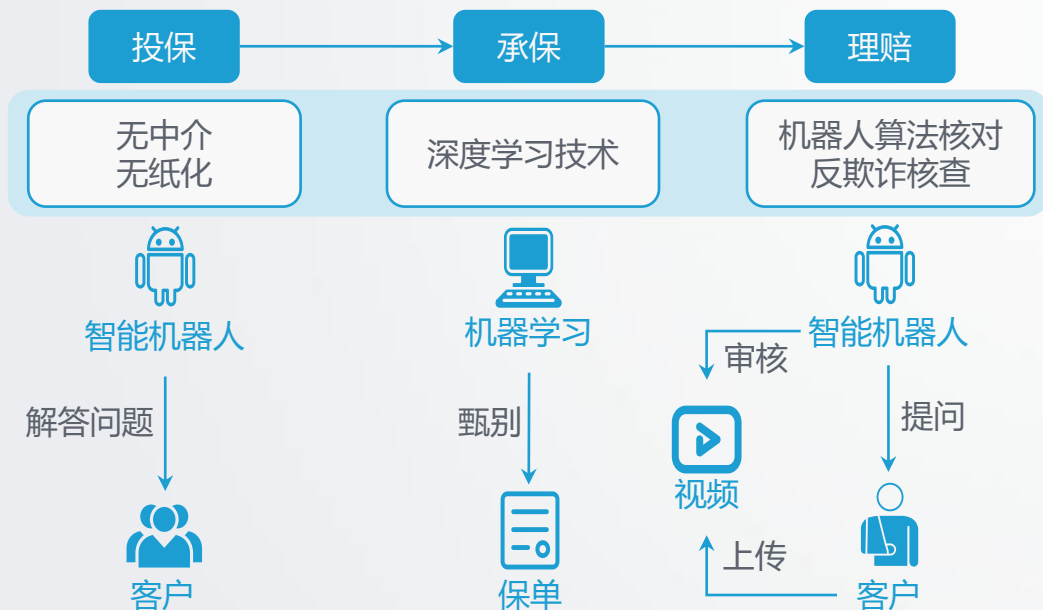 投保
承保
理赔
无中介
无纸化
深度学习技术
机器人算法核对
反欺诈核查
智能机器人
机器学习
智能机器人
审核
解答问题
甄别
提问
视频
上传
客户
保单
客户